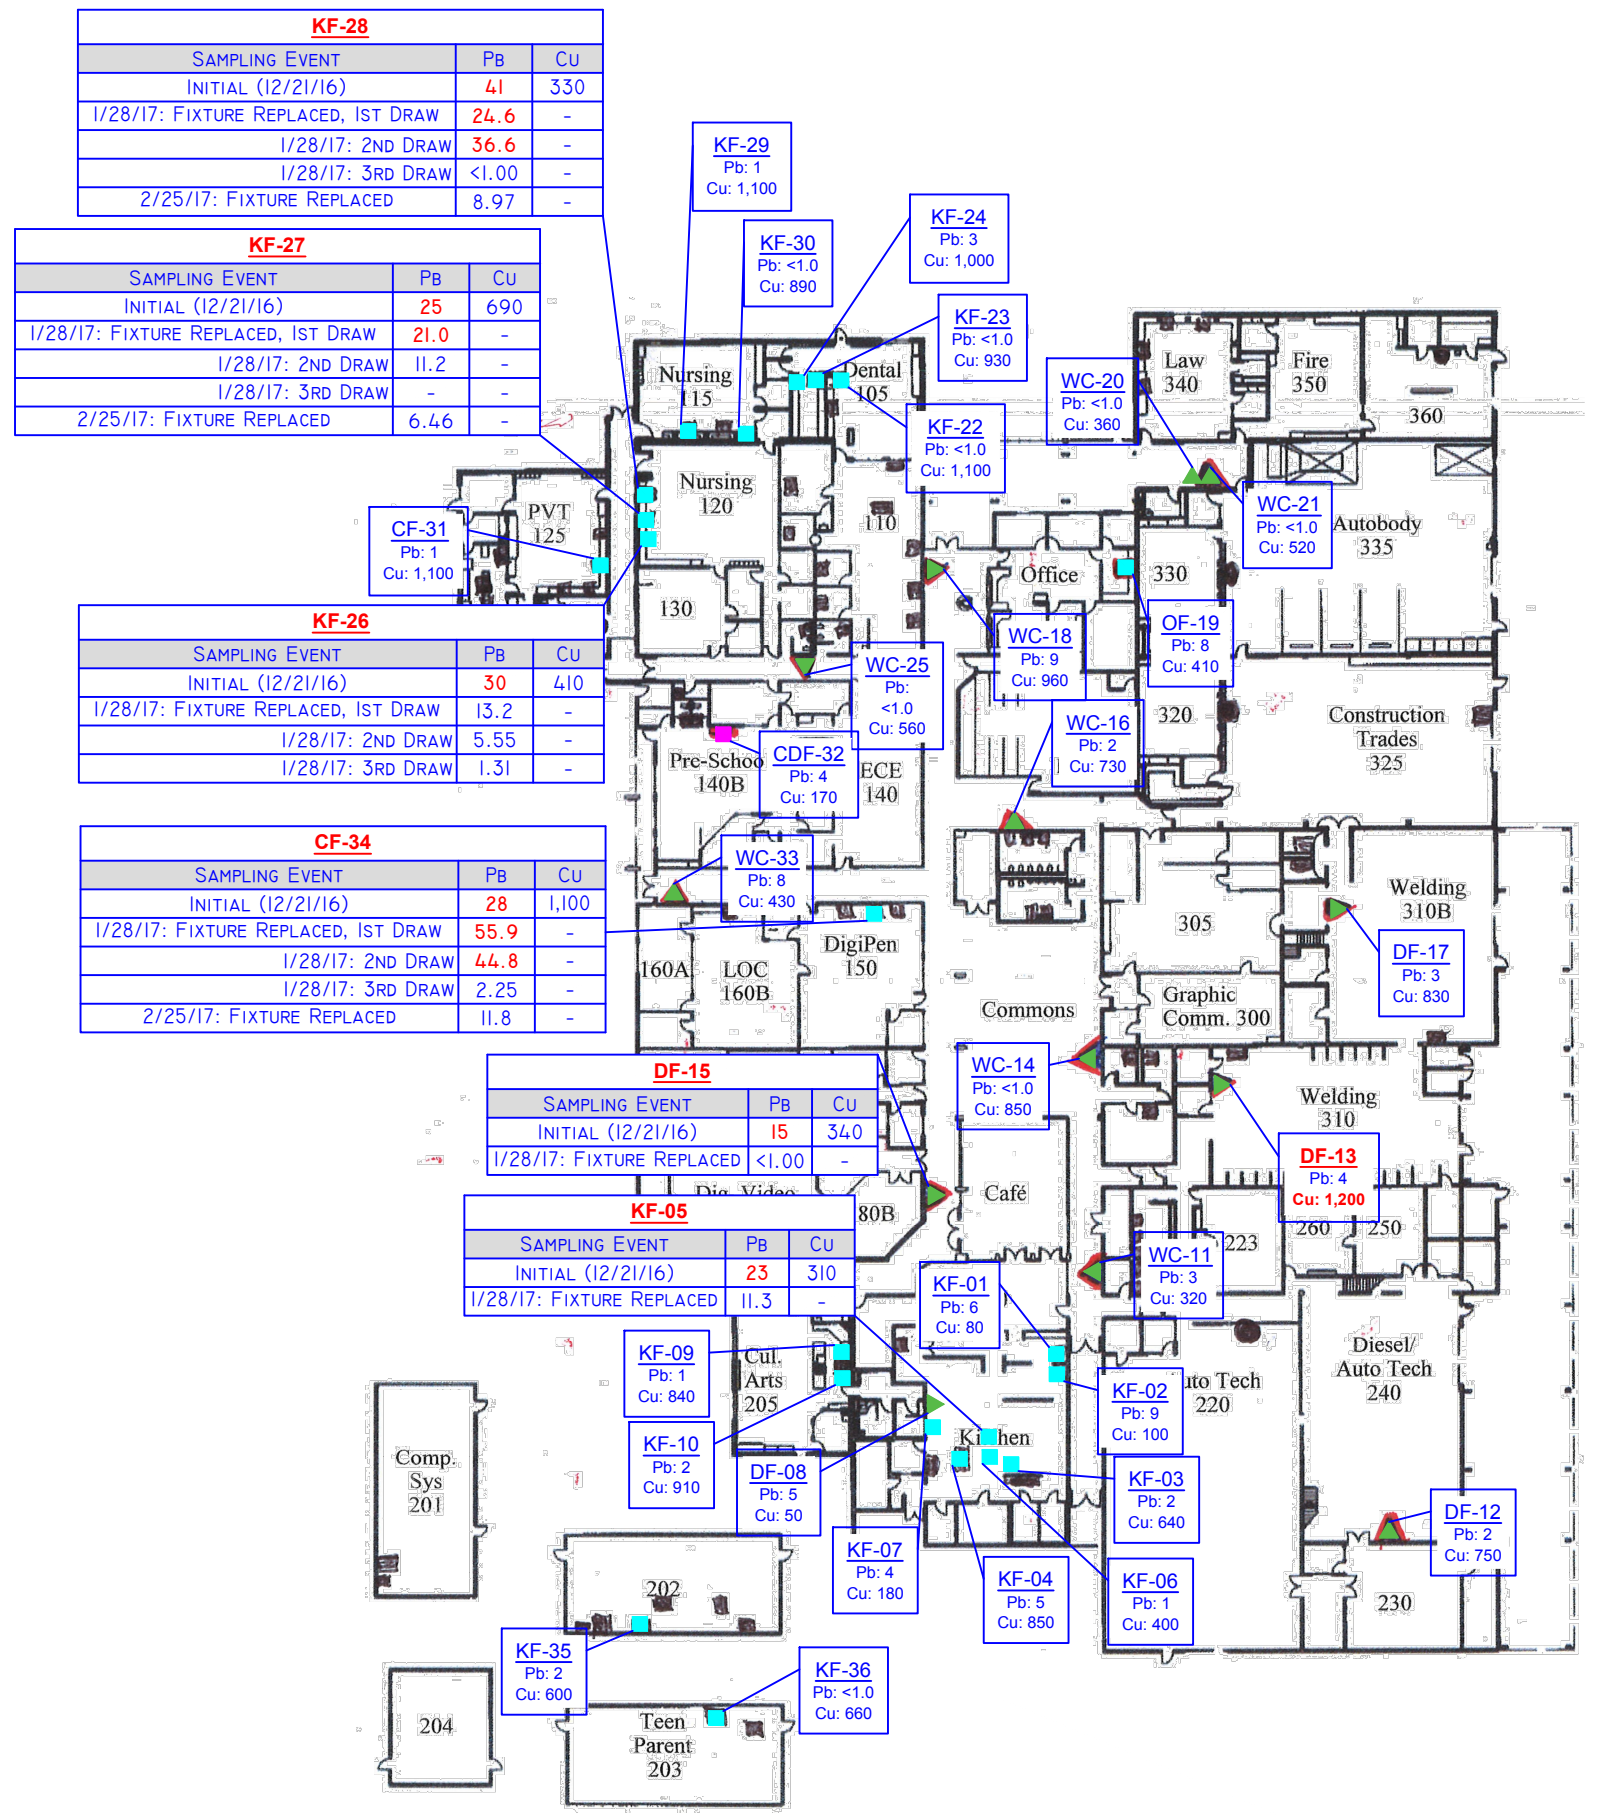 KF-28
SAMPLING EVENT PB CU
INITIAL (12/21/16) 41 330
1/28/17: FIXTURE REPLACED, 1ST DRAW 24.6 -
1/28/17: 2ND DRAW 36.6 -
1/28/17: 3RD DRAW <1.00 -
2/25/17: FIXTURE REPLACED 8.97 -
KF-27
SAMPLING EVENT PB CU
INITIAL (12/21/16) 25 690
1/28/17: FIXTURE REPLACED, 1ST DRAW 21.0 -
1/28/17: 2ND DRAW 11.2 -
1/28/17: 3RD DRAW - -
2/25/17: FIXTURE REPLACED 6.46 -
KF-29
Pb: 1
Cu: 1,100
KF-30
Pb: <1.0
Cu: 890
KF-24
Pb: 3
Cu: 1,000
KF-23
Pb: <1.0
Cu: 930
KF-22
Pb: <1.0
Cu: 1,100
WC-20
Pb: <1.0
Cu: 360
WC-21
Pb: <1.0
Cu: 520
Nursing
115
Dental
105
Law
340
Fire
350
360
Nursing
120
110
PVT
125
CF-31
Pb: 1
Cu: 1,100
Autobody
335
Office
330
130
OF-19
Pb: 8
Cu: 410
WC-18
Pb: 9
Cu: 960
WC-25
Pb:
<1.0
Cu: 560
KF-26
SAMPLING EVENT PB CU
INITIAL (12/21/16) 30 410
1/28/17: FIXTURE REPLACED, 1ST DRAW 13.2 -
1/28/17: 2ND DRAW 5.55 -
1/28/17: 3RD DRAW 1.31 -
WC-16
Pb: 2
Cu: 730
320
Construction
Trades
325
Pre-Schoo
140B
CDF-32
Pb: 4
Cu: 170
ECE
140
CF-34
SAMPLING EVENT PB CU
INITIAL (12/21/16) 28 1,100
1/28/17: FIXTURE REPLACED, 1ST DRAW 55.9 -
1/28/17: 2ND DRAW 44.8 -
1/28/17: 3RD DRAW 2.25 -
2/25/17: FIXTURE REPLACED 11.8 -
WC-33
Pb: 8
Cu: 430
Welding
310B
305
DF-17
Pb: 3
Cu: 830
DigiPen
150
160A
LOC
160B
Commons
Graphic
Comm. 300
WC-14
Pb: <1.0
Cu: 850
DF-15
SAMPLING EVENT PB CU
INITIAL (12/21/16) 15 340
1/28/17: FIXTURE REPLACED <1.00 -
Welding
310
DF-13
Pb: 4
Cu: 1,200
Dig. Video
80B
Café
260
250
223
KF-05
SAMPLING EVENT PB CU
INITIAL (12/21/16) 23 310
1/28/17: FIXTURE REPLACED 11.3 -
WC-11
Pb: 3
Cu: 320
KF-01
Pb: 6
Cu: 80
KF-09
Pb: 1
Cu: 840
Cul.
Arts
205
KF-02
Pb: 9
Cu: 100
uto Tech
220
Diesel/
Auto Tech
240
KF-10
Pb: 2
Cu: 910
DF-08
Pb: 5
Cu: 50
Kitchen
KF-03
Pb: 2
Cu: 640
Comp.
Sys
201
DF-12
Pb: 2
Cu: 750
KF-07
Pb: 4
Cu: 180
KF-04
Pb: 5
Cu: 850
KF-06
Pb: 1
Cu: 400
230
202
KF-35
Pb: 2
Cu: 600
KF-36
Pb: <1.0
Cu: 660
204
Teen
Parent
203